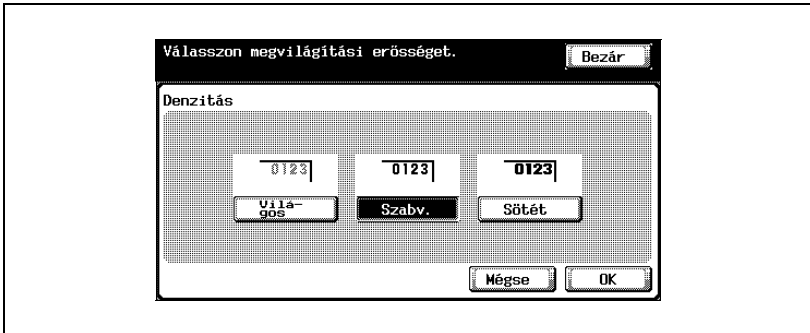 Válasszon megvilágítási erősséget.
Bezár
Denzitás
0123 0123 0123
Vilá-
gos
Szabv. Sötét
Mégse OK